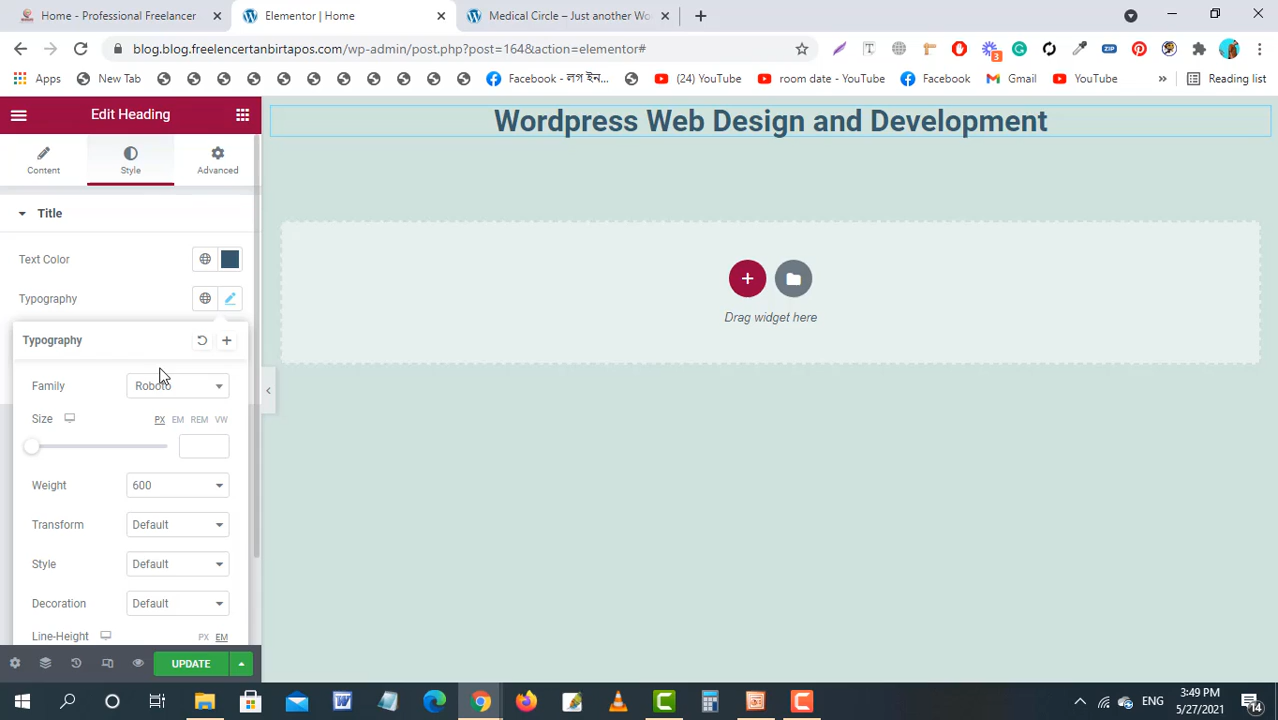 Home - Professional Freelancer
Elementor | Home
Medical Circle – Just another Wo
blog.blog.freelencertanbirtapos.com/wp-admin/post.php?post=164&action=elementor#
ZIP
3
Apps
New Tab
Facebook - লগ ইন...
(24) YouTube
room date - YouTube
Facebook
Gmail
YouTube
»
Reading list
Edit Heading
Content
Style
Advanced
Title
Text Color
Typography
Typography
Family
Roboto
Size
PX
EM
REM
VW
Weight
600
Transform
Default
Style
Default
Decoration
Default
Line-Height
PX
EM
UPDATE
Wordpress Web Design and Development
Drag widget here
ENG
3:49 PM
5/27/2021
14